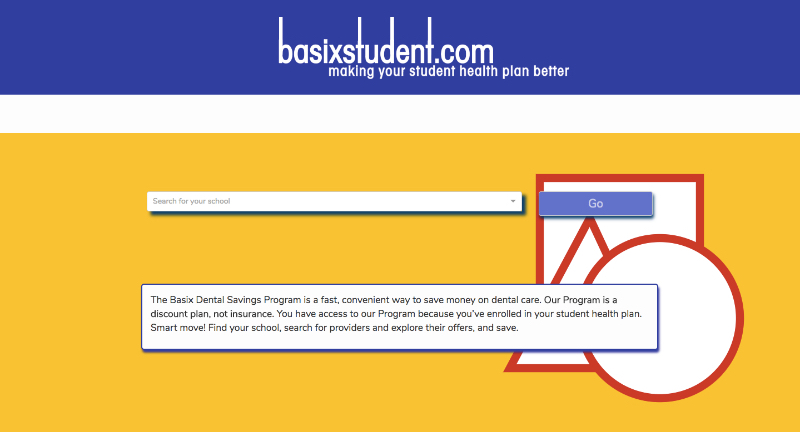 basixstudent.com
making your student health plan better
Search for your school
Go
The Basix Dental Savings Program is a fast, convenient way to save money on dental care. Our Program is a
discount plan, not insurance. You have access to our Program because you've enrolled in your student health plan.
Smart move! Find your school, search for providers and explore their offers, and save.